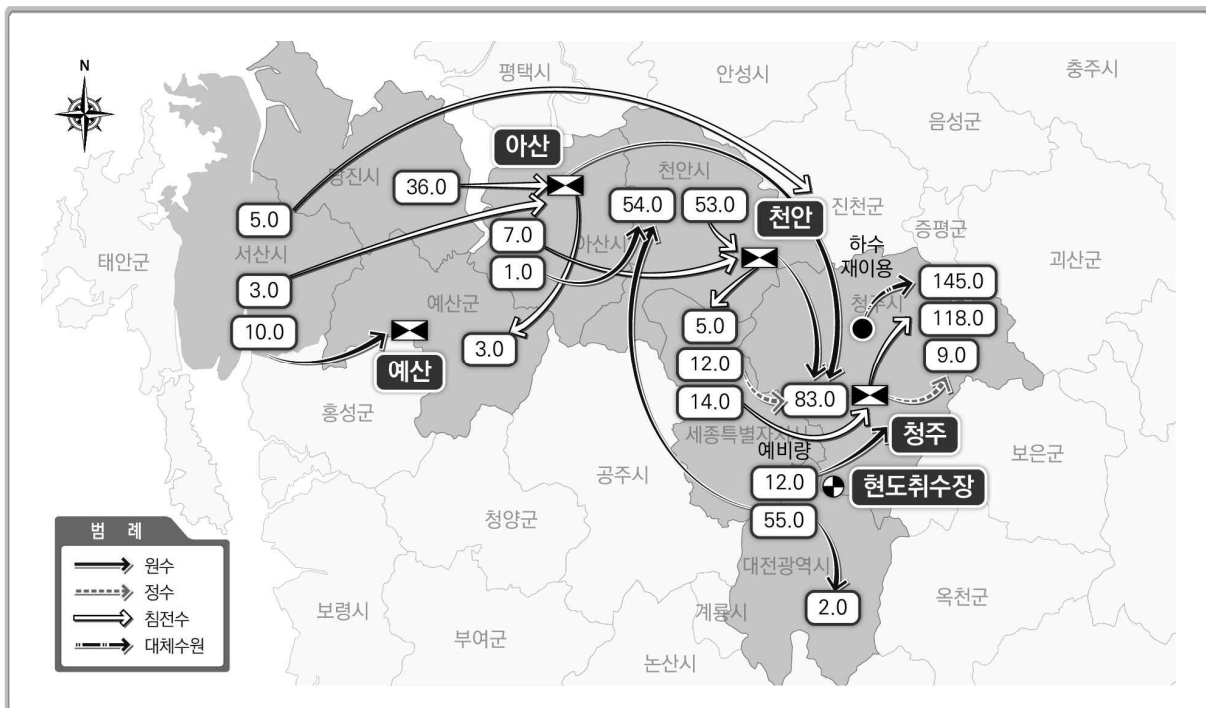 N
평택시
안성시
충주시
음성군
아산
천안시
당진시
36.0
54.0
53.0
천안
진천군
증평군
5.0
7.0
아산시
하수
재이용
괴산군
태안군
서산시
1.0
청주시
145.0
3.0
예산군
118.0
10.0
5.0
3.0
12.0
9.0
예산
14.0
83.0
홍성군
세종특별자치시
청주
예비량
보은군
공주시
12.0
현도취수장
청양군
55.0
범 례
원수
정수
침전수
대체수원
대전광역시
보령시
2.0
옥천군
계룡시
부여군
논산시